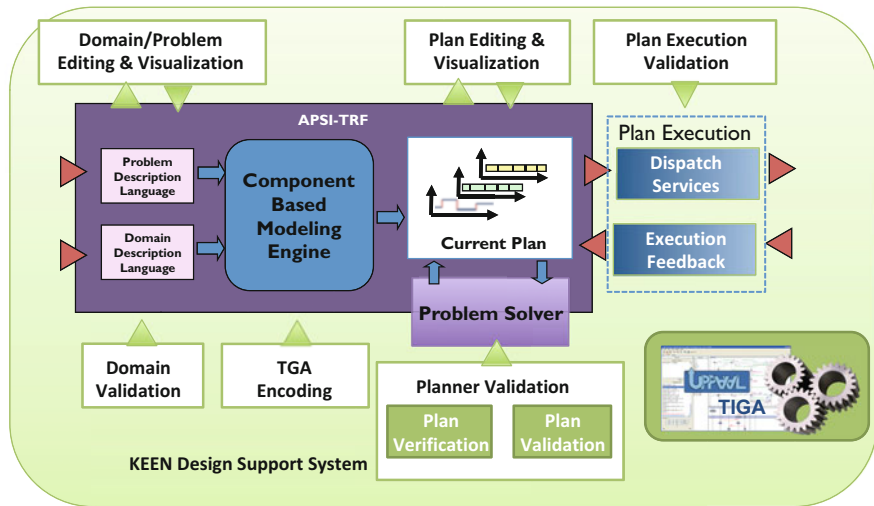 Domain/Problem
Editing & Visualization
Plan Editing &
Visualization
Plan Execution
Validation
APSI-TRF
Problem
Description
Language
Domain
Description
Language
Component
Based
Modeling
Engine
Current Plan
Problem Solver
Plan Execution
Dispatch
Services
Execution
Feedback
Domain
Validation
TGA
Encoding
Planner Validation
Plan
Verification
Plan
Validation
UPPAAL
TIGA
KEEN Design Support System